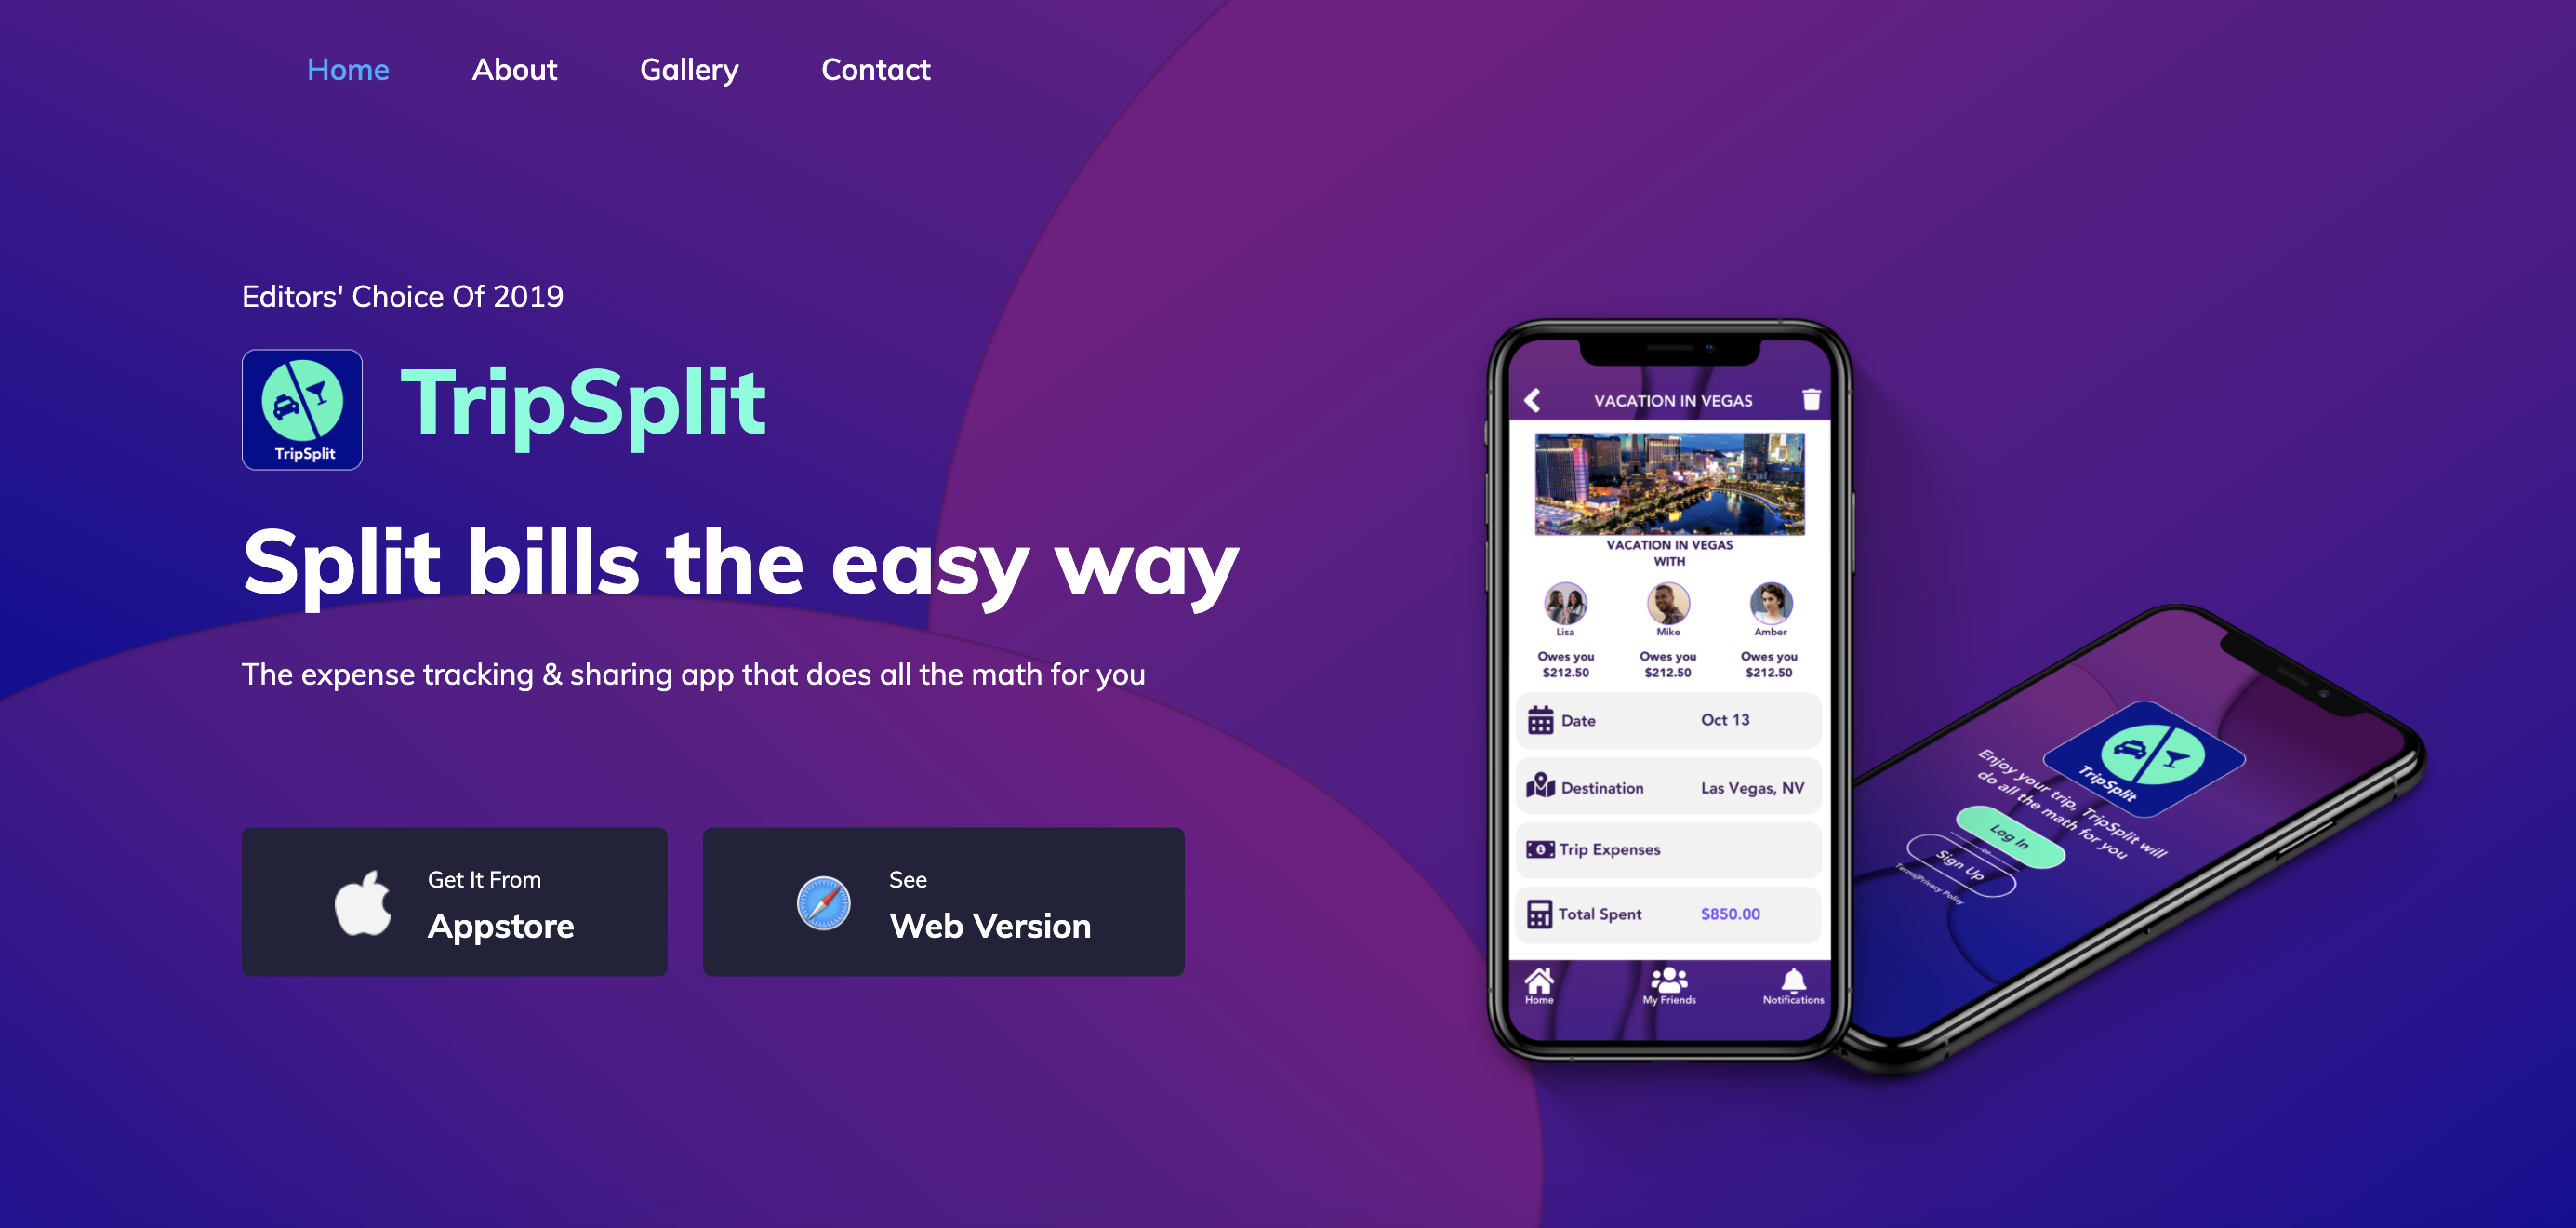 Home About Gallery Contact
Editors' Choice Of 2019
TripSplit
TripSplit
Split bills the easy way
The expense tracking & sharing app that does all the math for you
Get It From
Appstore
See
Web Version
VACATION IN VEGAS
VACATION IN VEGAS
WITH
Lisa Mike Amber
Owes you Owes you Owes you
$212.50 $212.50 $212.50
Date Oct 13
Destination Las Vegas, NV
Trip Expenses
Total Spent $850.00
Home My Friends Notifications
TripSplit
Enjoy your trip, TripSplit will
do all the math for you
Log In
Sign Up
Terms/Privacy Policy